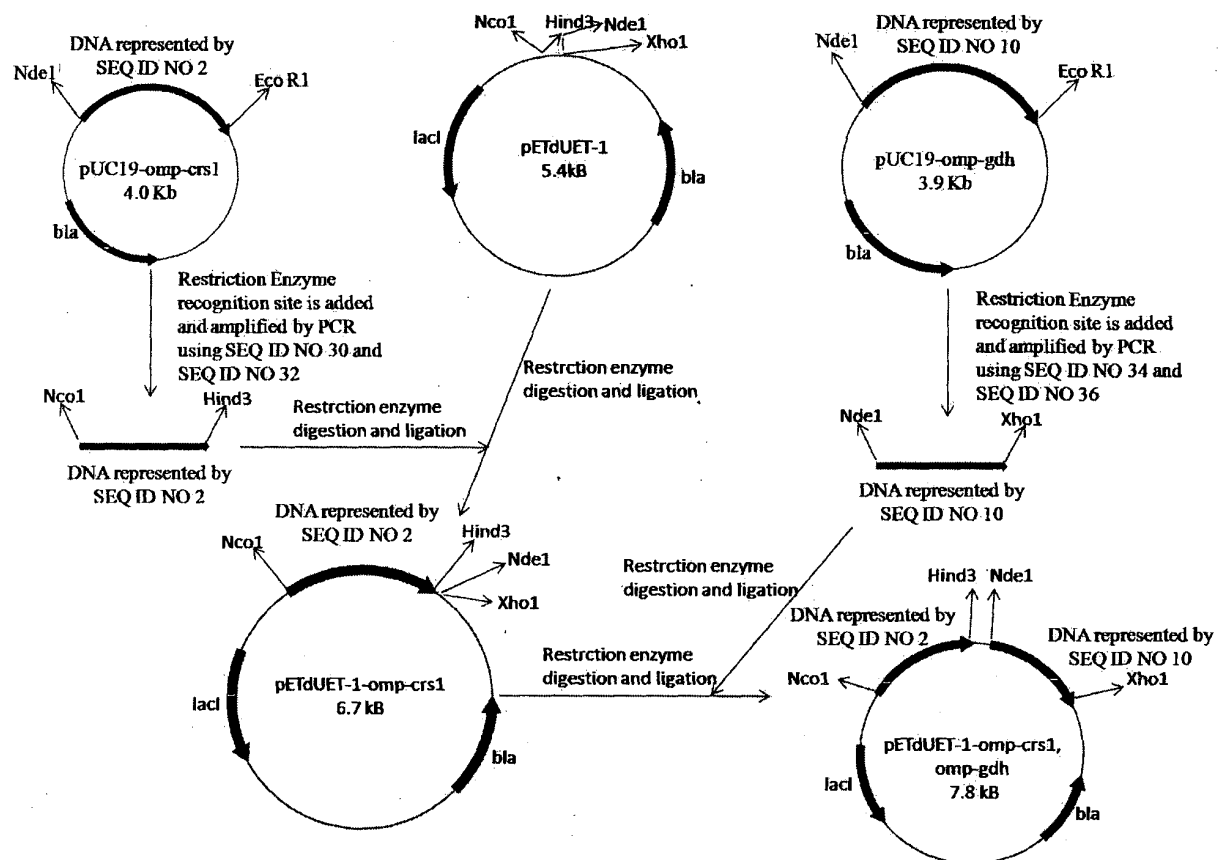 DNA represented by
SEQ ID NO 2
Nde1
Eco R1
pUC19-omp-crs1
4.0 Kb
bla
Nco1
Hind3
Nde1
Xho1
lacI
pETdUET-1
5.4kB
bla
DNA represented by
SEQ ID NO 10
Nde1
Eco R1
pUC19-omp-gdh
3.9 Kb
bla
Restriction Enzyme
recognition site is added
and amplified by PCR
using SEQ ID NO 30 and
SEQ ID NO 32
Restrction enzyme
digestion and ligation
Restriction Enzyme
recognition site is added
and amplified by PCR
using SEQ ID NO 34 and
SEQ ID NO 36
Nco1
Hind3
DNA represented by
SEQ ID NO 2
Restrction enzyme
digestion and ligation
Nde1
Xho1
DNA represented by
SEQ ID NO 10
DNA represented by
SEQ ID NO 2
Nco1
Hind3
Nde1
Xho1
lacI
pETdUET-1-omp-crs1
6.7 kB
bla
Restrction enzyme
digestion and ligation
Restrction enzyme
digestion and ligation
Hind3
Nde1
DNA represented by
SEQ ID NO 2
DNA represented by
SEQ ID NO 10
Nco1
Xho1
lacI
pETdUET-1-omp-crs1,
omp-gdh
7.8 kB
bla